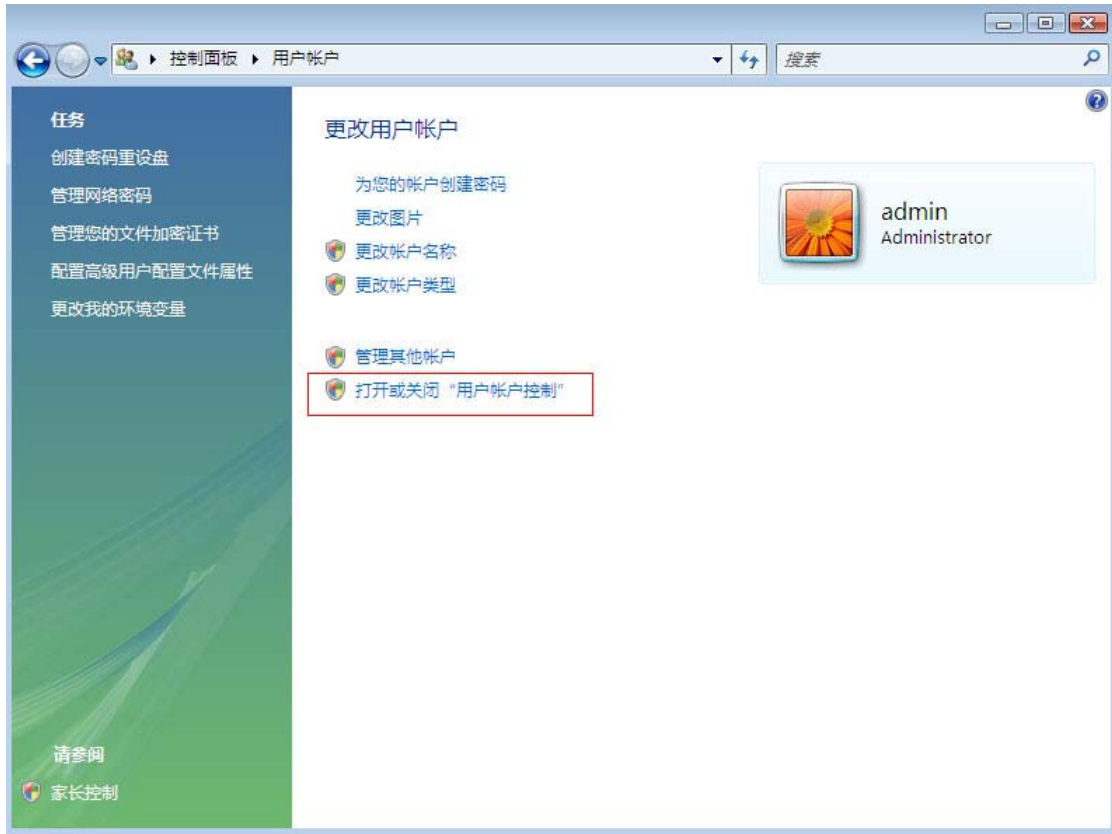 控制面板 用户帐户
搜索
任务
创建密码重设盘
管理网络密码
管理您的文件加密证书
配置高级用户配置文件属性
更改我的环境变量
更改用户帐户
为您的帐户创建密码
更改图片
更改帐户名称
更改帐户类型
管理其他帐户
打开或关闭“用户帐户控制”
admin
Administrator
请参阅
家长控制